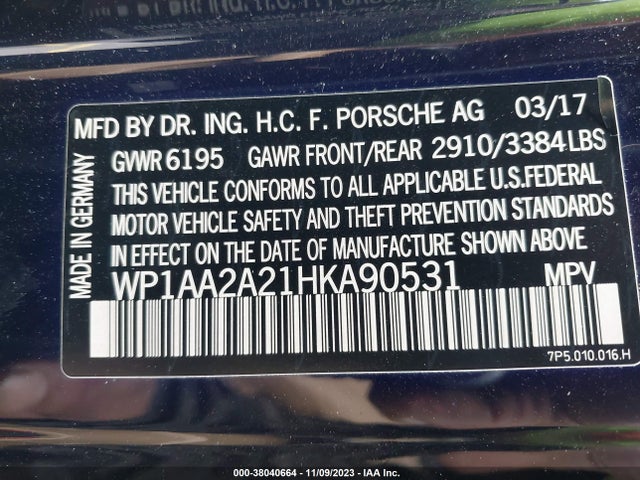 MFD BY DR. ING. H.C. F. PORSCHE AG 03/17
GVWR 6195 GAWR FRONT/REAR 2910/3384 LBS
THIS VEHICLE CONFORMS TO ALL APPLICABLE U.S.FEDERAL
MOTOR VEHICLE SAFETY AND THEFT PREVENTION STANDARDS
IN EFFECT ON THE DATE OF MANUFACTURE SHOWN ABOVE.
WP1AA2A21HKA90531 MPV
MADE IN GERMANY
7P5.010.016.H
000-38040664 - 11/09/2023 - IAA Inc.